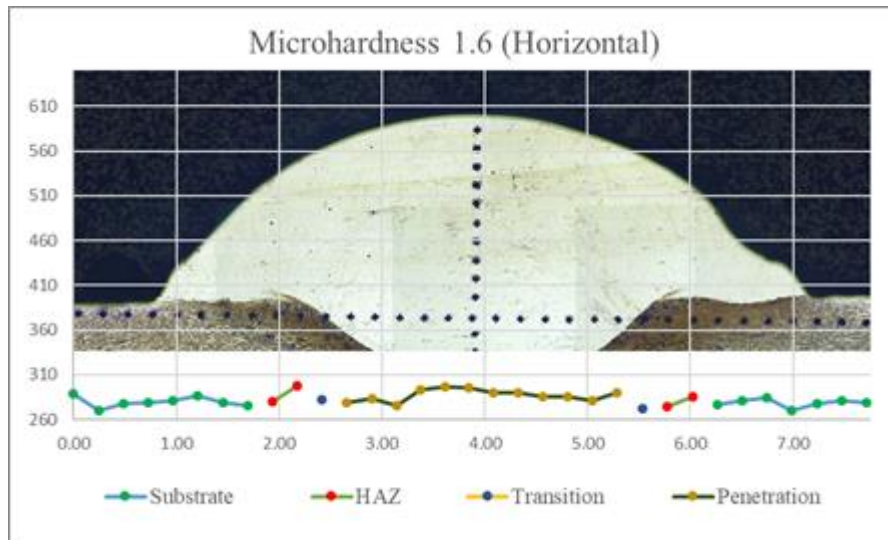 Microhardness 1.6 (Horizontal)
610
560
510
460
410
360
310
260
0.00 1.00 2.00 3.00 4.00 5.00 6.00 7.00
Substrate HAZ Transition Penetration